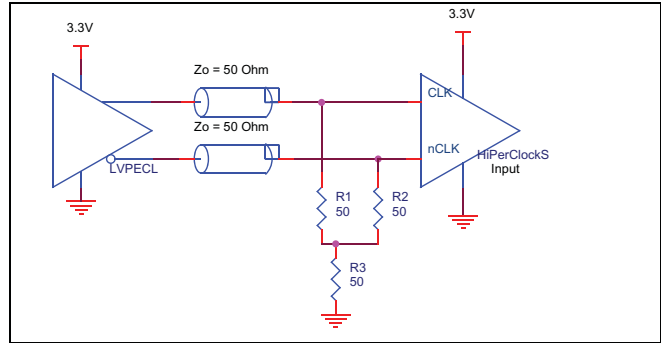 3.3V
3.3V
Zo = 50 Ohm
CLK
Zo = 50 Ohm
nCLK
LVPECL
HiPerClockS
Input
R1
50
R2
50
R3
50